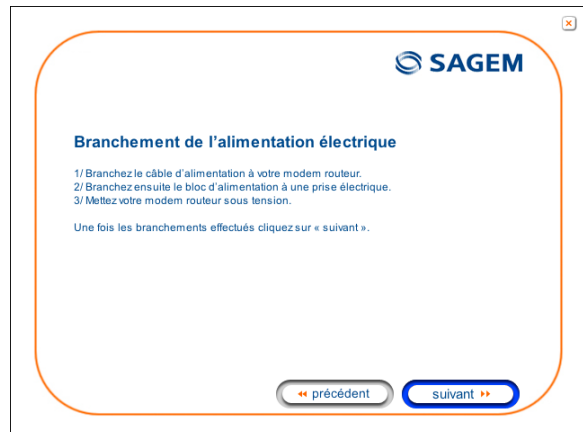 SAGEM
Branchement de l'alimentation électrique
1/ Branchez le câble d'alimentation à votre modem routeur.
2/ Branchez ensuite le bloc d'alimentation à une prise électrique.
3/ Mettez votre modem routeur sous tension.
Une fois les branchements effectués cliquez sur « suivant ».
précédent
suivant